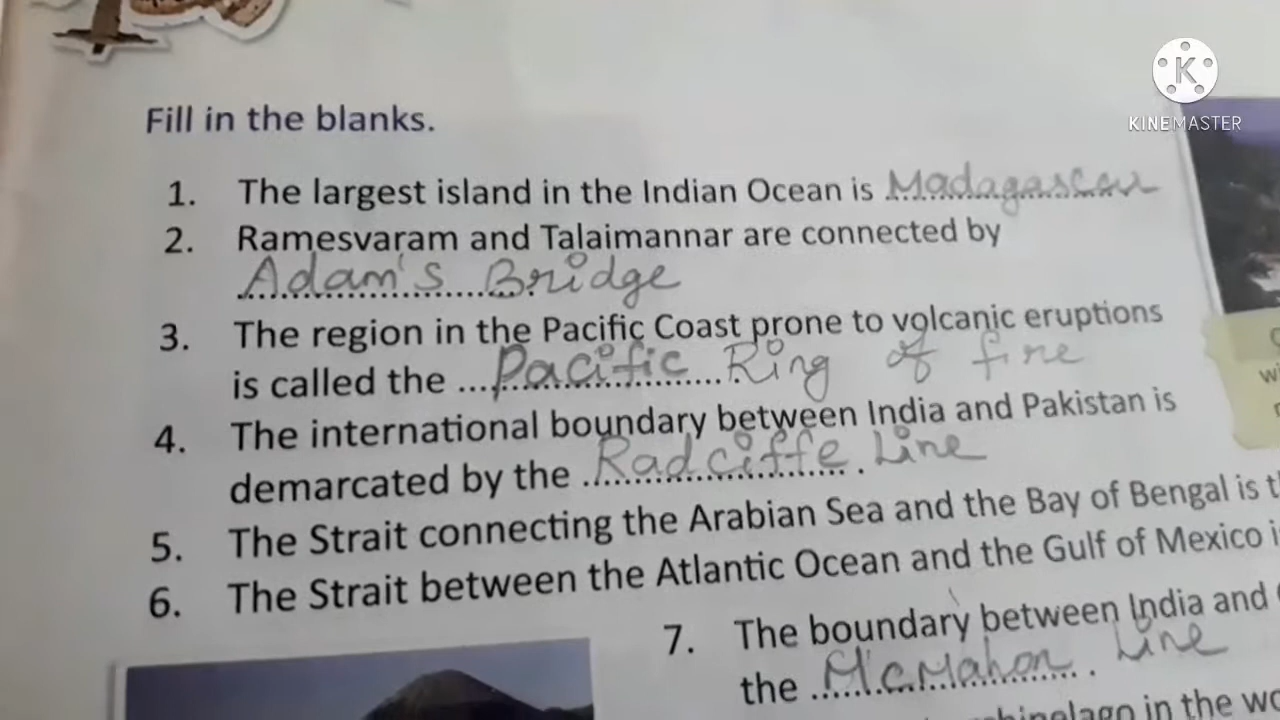 KINEMASTER
Fill in the blanks.
1. The largest island in the Indian Ocean is Madagascar
2. Ramesvaram and Talaimannar are connected by
Adam's Bridge
3. The region in the Pacific Coast prone to volcanic eruptions
is called the Pacific Ring of fire
4. The international boundary between India and Pakistan is
demarcated by the Radciffe Line
5. The Strait connecting the Arabian Sea and the Bay of Bengal is
6. The Strait between the Atlantic Ocean and the Gulf of Mexico
7. The boundary between India and
the McMahon Line
in the